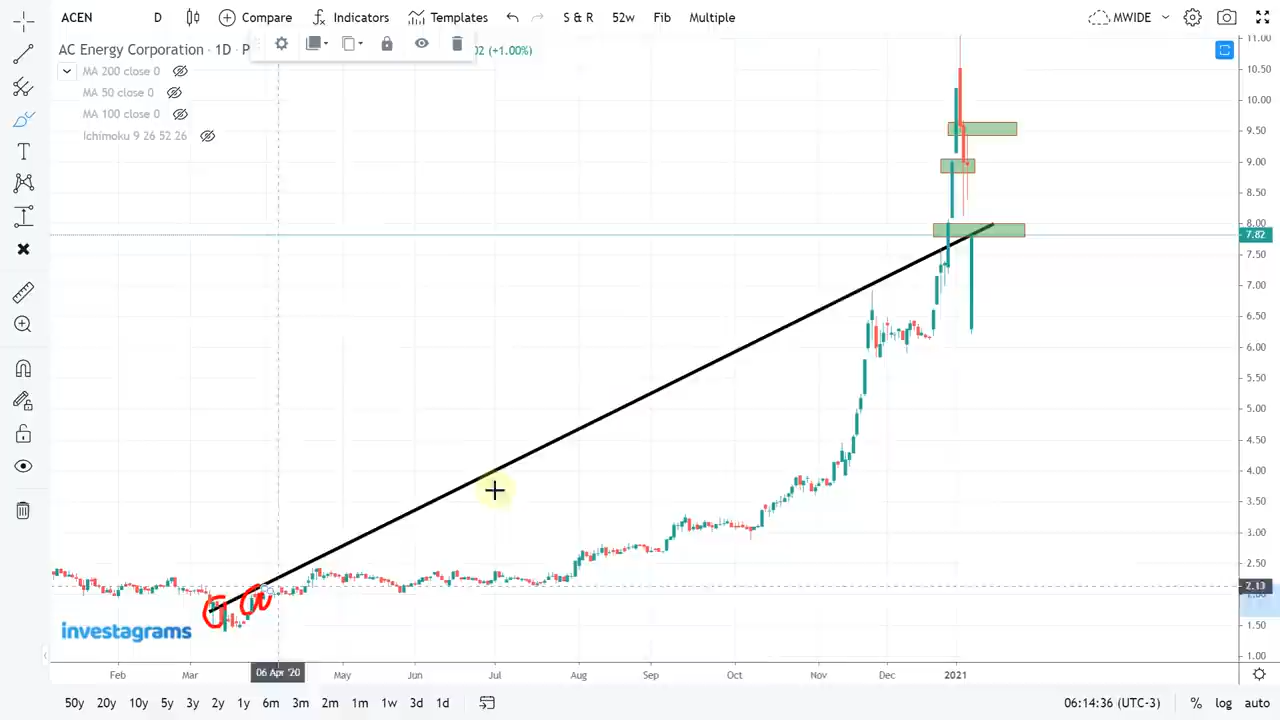 ACEN D Compare Indicators Templates S & R 52w Fib Multiple MWIDE
AC Energy Corporation · 1D · P 02 (+1.00%)
MA 200 close 0
MA 50 close 0
MA 100 close 0
Ichimoku 9 26 52 26
11.00
10.50
10.00
9.50
9.00
8.50
8.00
7.82
7.50
7.00
6.50
6.00
5.50
5.00
4.50
4.00
3.50
3.00
2.50
2.13
2.00
1.50
1.00
investagrams
Feb Mar 06 Apr '20 May Jun Jul Aug Sep Oct Nov Dec 2021
50y 20y 10y 5y 3y 2y 1y 6m 3m 2m 1m 1w 3d 1d 06:14:36 (UTC-3) % log auto